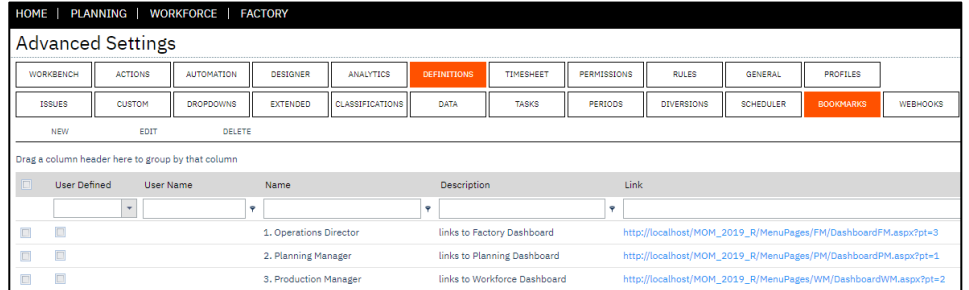 HOME | PLANNING | WORKFORCE | FACTORY
Advanced Settings
WORKBENCH ACTIONS AUTOMATION DESIGNER ANALYTICS DEFINITIONS TIMESHEET PERMISSIONS RULES GENERAL PROFILES
ISSUES CUSTOM DROPDOWNS EXTENDED CLASSIFICATIONS DATA TASKS PERIODS DIVERSIONS SCHEDULER BOOKMARKS WEBHOOKS
NEW EDIT DELETE
Drag a column header here to group by that column
User Defined User Name Name Description Link
1. Operations Director links to Factory Dashboard http://localhost/MOM_2019_R/MenuPages/FM/DashboardFM.aspx?pt=3
2. Planning Manager links to Planning Dashboard http://localhost/MOM_2019_R/MenuPages/PM/DashboardPM.aspx?pt=1
3. Production Manager links to Workforce Dashboard http://localhost/MOM_2019_R/MenuPages/WM/DashboardWM.aspx?pt=2